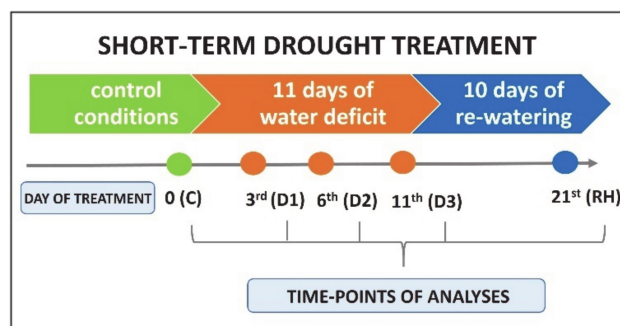 SHORT-TERM DROUGHT TREATMENT
control conditions
11 days of water deficit
10 days of re-watering
DAY OF TREATMENT 0 (C) 3rd (D1) 6th (D2) 11th (D3) 21st (RH)
TIME-POINTS OF ANALYSES